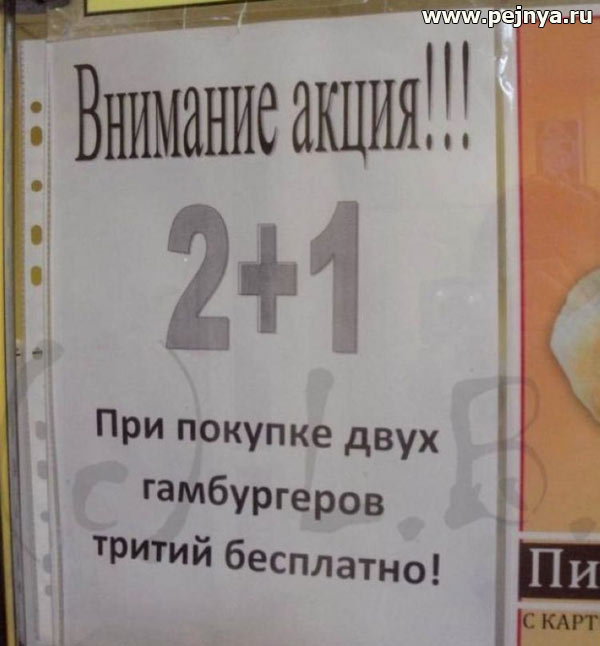 www.pejnya.ru
Внимание акция!!!
2+1
При покупке двух
гамбургеров
тритий бесплатно!
(c) L.B.
Пи
С КАРТ